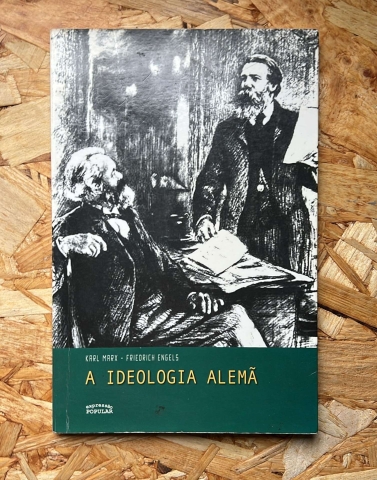 KARL MARX - FRIEDRICH ENGELS
A IDEOLOGIA ALEMÃ
expressão
POPULAR